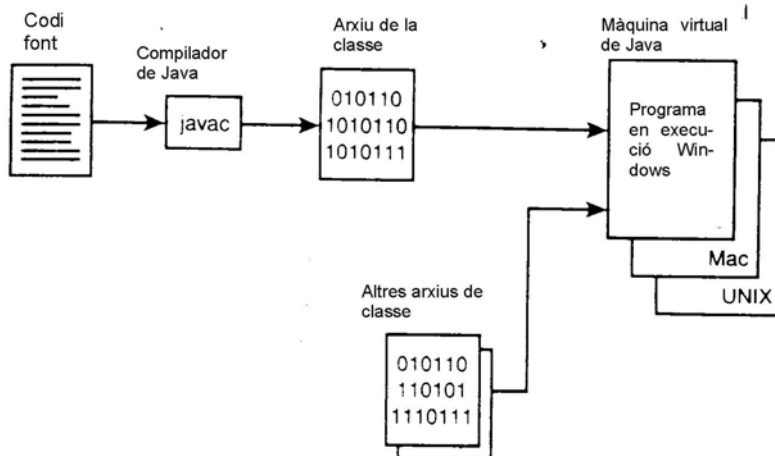 Codi
font
Compilador
de Java
javac
Arxiu de la
classe
010110
1010110
1010111
Màquina virtual
de Java
Programa
en execu-
ció Win-
dows
Mac
UNIX
Altres arxius de
classe
010110
110101
1110111